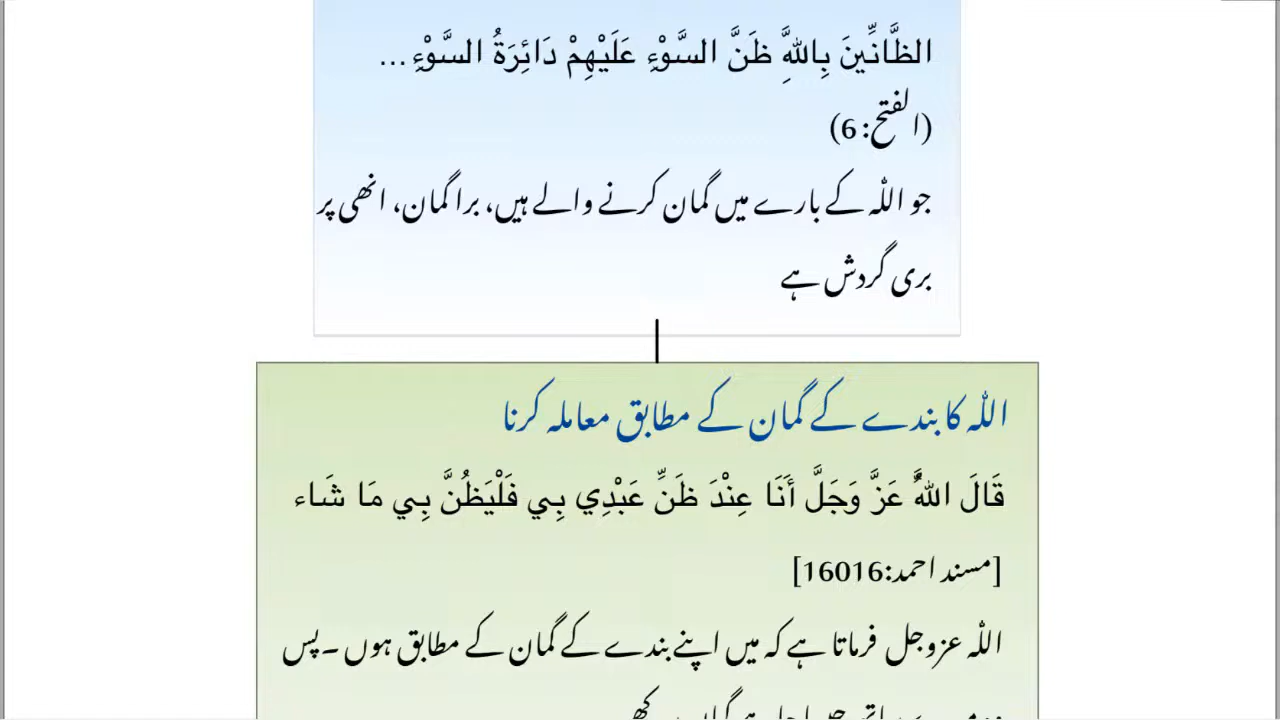 الظَّانِّينَ بِاللَّهِ ظَنَّ السَّوْءِ عَلَيْهِمْ دَائِرَةُ السَّوْءِ...
(الفتح: 6)
جو اللہ کے بارے میں گمان کرنے والے ہیں، برا گمان، انھی پر
بری گردش ہے
اللہ کا بندے کے گمان کے مطابق معاملہ کرنا
قَالَ اللَّهُ عَزَّ وَجَلَّ أَنَا عِنْدَ ظَنِّ عَبْدِي بِي فَلْيَظُنَّ بِي مَا شَاء
[مسند احمد:16016]
اللہ عزوجل فرماتا ہے کہ میں اپنے بندے کے گمان کے مطابق ہوں۔ پس